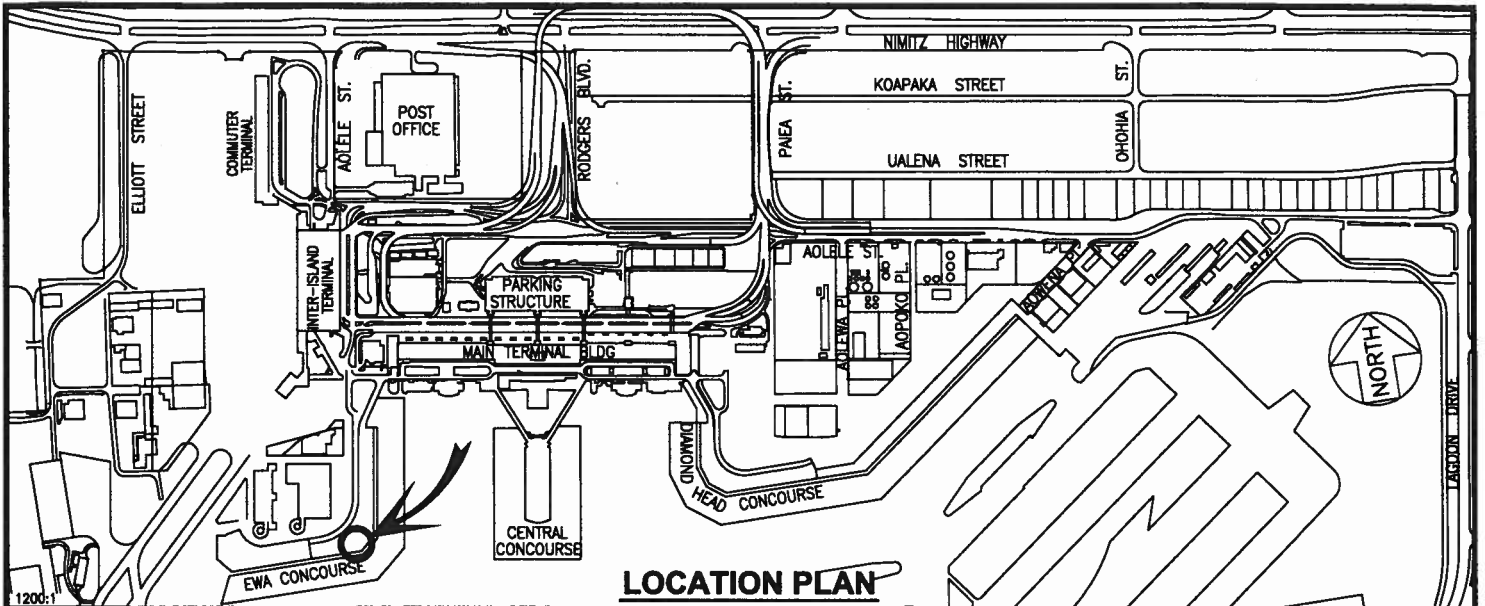 NIMITZ HIGHWAY
KOAPAKA STREET
UALENA STREET
ELLIOTT STREET
COMMUTER
TERMINAL
AOLELE ST.
POST
OFFICE
RODGERS BLVD.
PAIEA ST.
OHOHIA ST.
INTER-ISLAND
TERMINAL
PARKING
STRUCTURE
MAIN TERMINAL BLDG
AOLELE ST.
AOLEWA PL.
AOPOKO PL.
AOWENA PL.
NORTH
LAGOON DRIVE
DIAMOND
HEAD CONCOURSE
CENTRAL
CONCOURSE
EWA CONCOURSE
LOCATION PLAN
1200:1